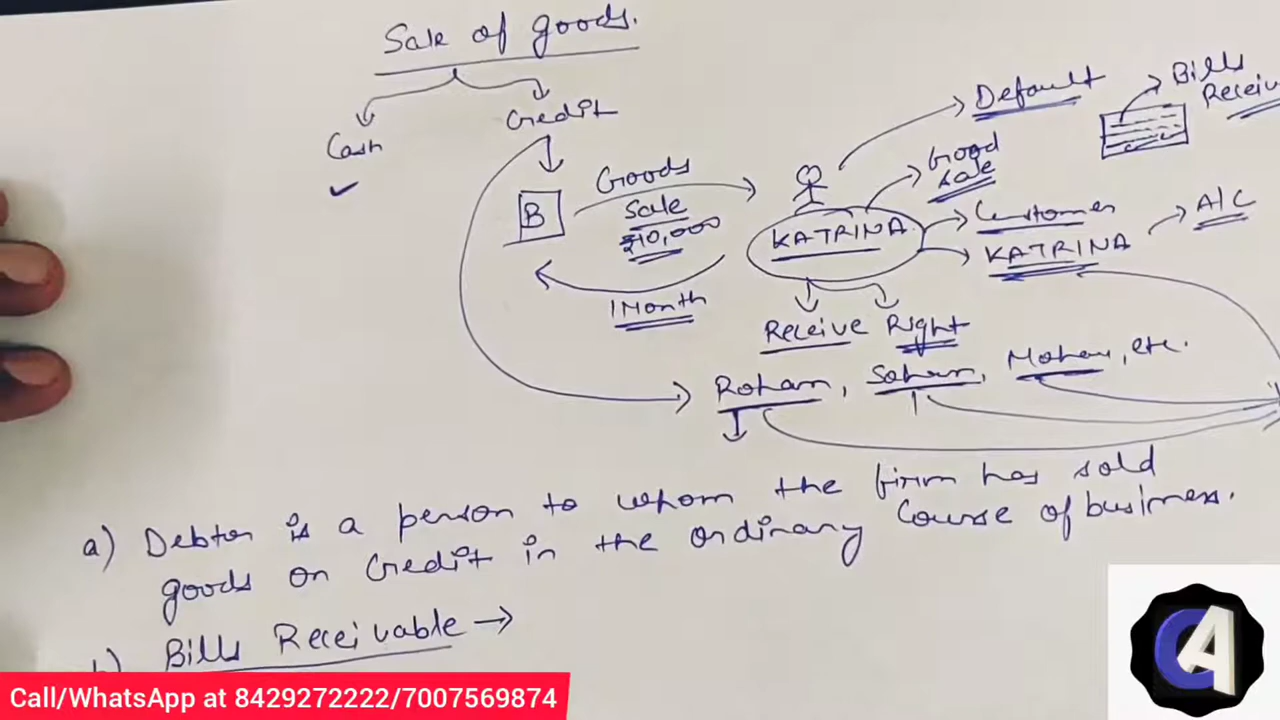 Sale of goods.
Cash
Credit
B
Goods
Sale
₹10,000
1 Month
KATRINA
Default
Good
sale
Customer
KATRINA
A/C
Bills
Receiv
Receive Right
Rohan, Sohan, Mohan, etc.
a) Debtor is a person to whom the firm has sold
goods on Credit in the ordinary Course of business.
b) Bills Receivable →
Call/WhatsApp at 8429272222/7007569874
CA